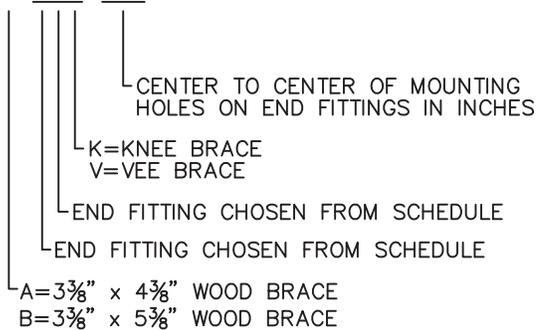 CENTER TO CENTER OF MOUNTING
HOLES ON END FITTINGS IN INCHES
K=KNEE BRACE
V=VEE BRACE
END FITTING CHOSEN FROM SCHEDULE
END FITTING CHOSEN FROM SCHEDULE
A=3⅜" x 4⅜" WOOD BRACE
B=3⅜" x 5⅜" WOOD BRACE